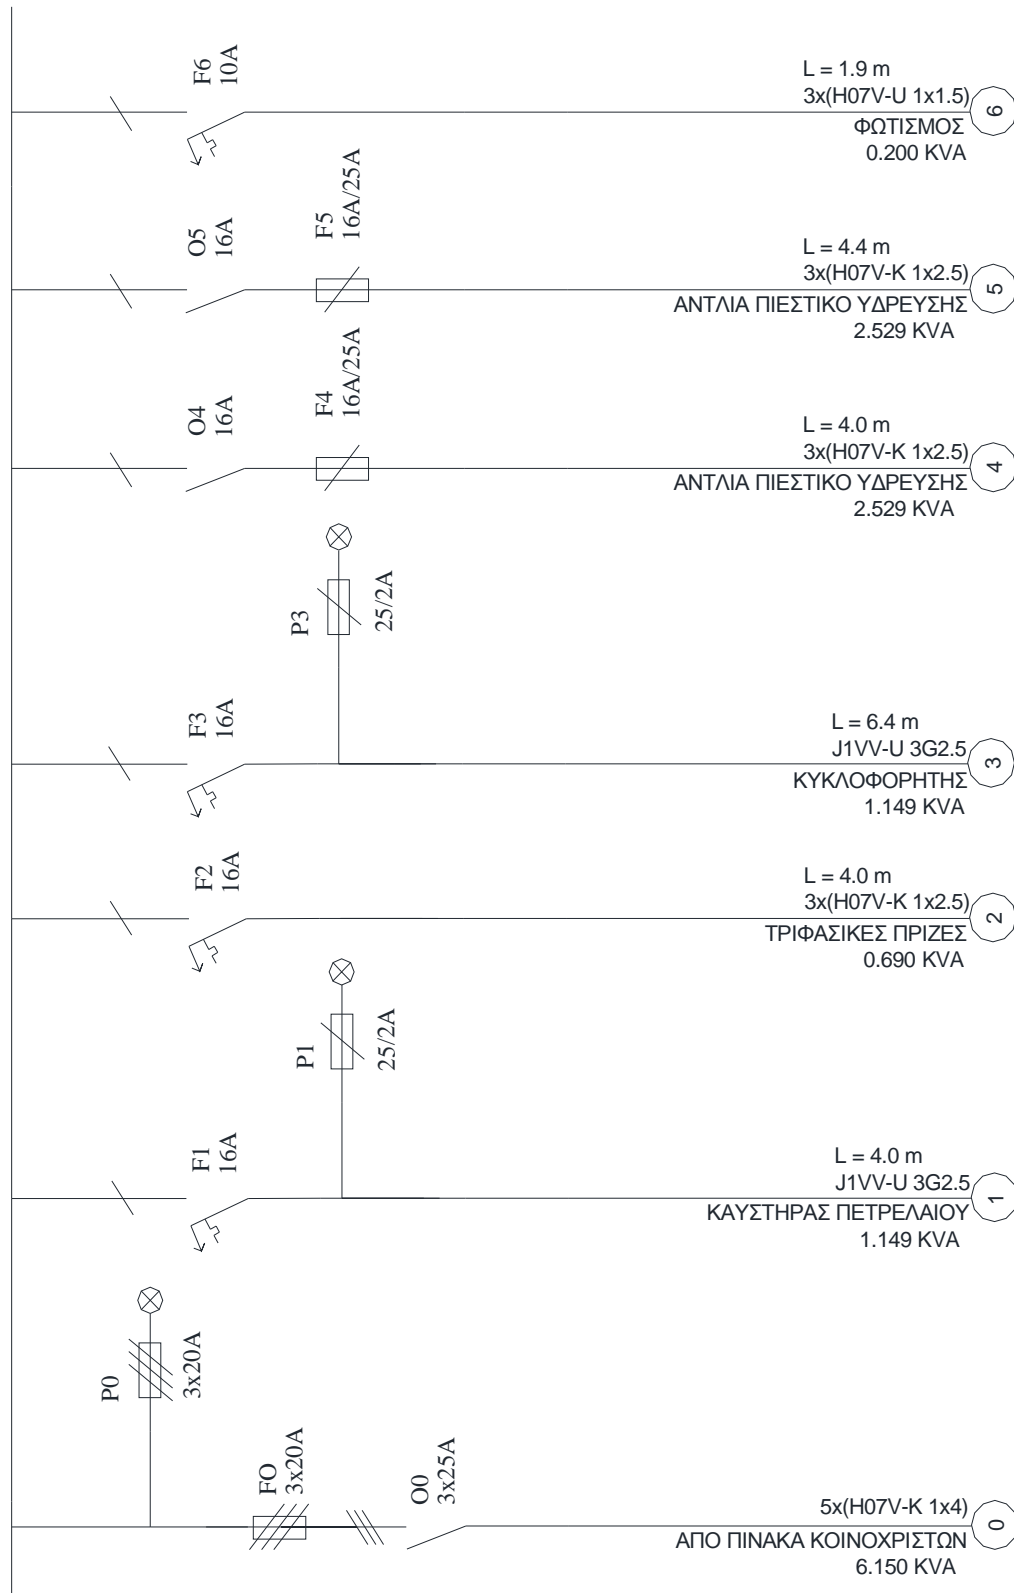 F6
10A
L = 1.9 m
3x(H07V-U 1x1.5)
ΦΩΤΙΣΜΟΣ
0.200 KVA
6
O5
16A
F5
16A/25A
L = 4.4 m
3x(H07V-K 1x2.5)
ΑΝΤΛΙΑ ΠΙΕΣΤΙΚΟ ΥΔΡΕΥΣΗΣ
2.529 KVA
5
O4
16A
F4
16A/25A
L = 4.0 m
3x(H07V-K 1x2.5)
ΑΝΤΛΙΑ ΠΙΕΣΤΙΚΟ ΥΔΡΕΥΣΗΣ
2.529 KVA
4
P3
25/2A
F3
16A
L = 6.4 m
J1VV-U 3G2.5
ΚΥΚΛΟΦΟΡΗΤΗΣ
1.149 KVA
3
F2
16A
L = 4.0 m
3x(H07V-K 1x2.5)
ΤΡΙΦΑΣΙΚΕΣ ΠΡΙΖΕΣ
0.690 KVA
2
P1
25/2A
F1
16A
L = 4.0 m
J1VV-U 3G2.5
ΚΑΥΣΤΗΡΑΣ ΠΕΤΡΕΛΑΙΟΥ
1.149 KVA
1
P0
3x20A
FO
3x20A
O0
3x25A
5x(H07V-K 1x4)
ΑΠΟ ΠΙΝΑΚΑ ΚΟΙΝΟΧΡΙΣΤΩΝ
6.150 KVA
0